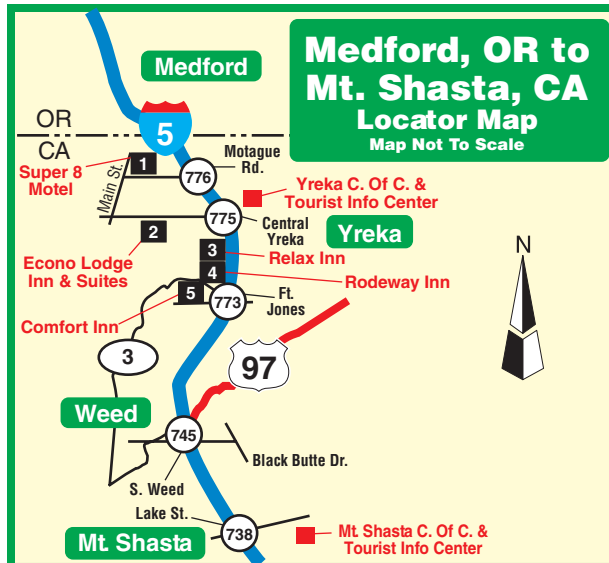 Medford, OR to
Mt. Shasta, CA
Locator Map
Map Not To Scale
Medford
OR
CA
5
Super 8
Motel
1
Main St.
Motague
Rd.
776
Yreka C. Of C. &
Tourist Info Center
775
Central
Yreka
Yreka
2
Econo Lodge
Inn & Suites
3
Relax Inn
4
Rodeway Inn
5
Comfort Inn
773
Ft.
Jones
N
3
97
Weed
745
Black Butte Dr.
S. Weed
Lake St.
738
Mt. Shasta
Mt. Shasta C. Of C. &
Tourist Info Center